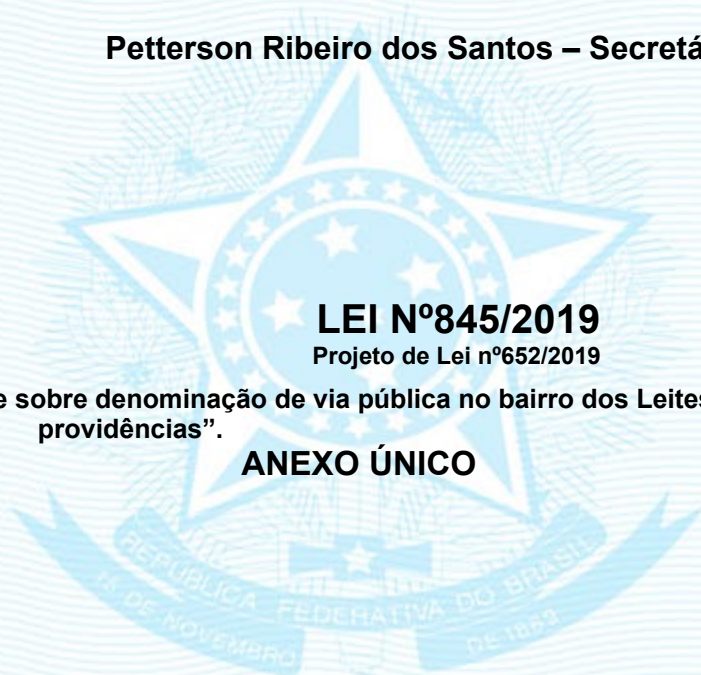 Petterson Ribeiro dos Santos – Secretá
LEI Nº845/2019
Projeto de Lei nº652/2019
e sobre denominação de via pública no bairro dos Leites
providências”.
ANEXO ÚNICO
REPÚBLICA FEDERATIVA DO BRASIL
15 DE NOVEMBRO DE 1889